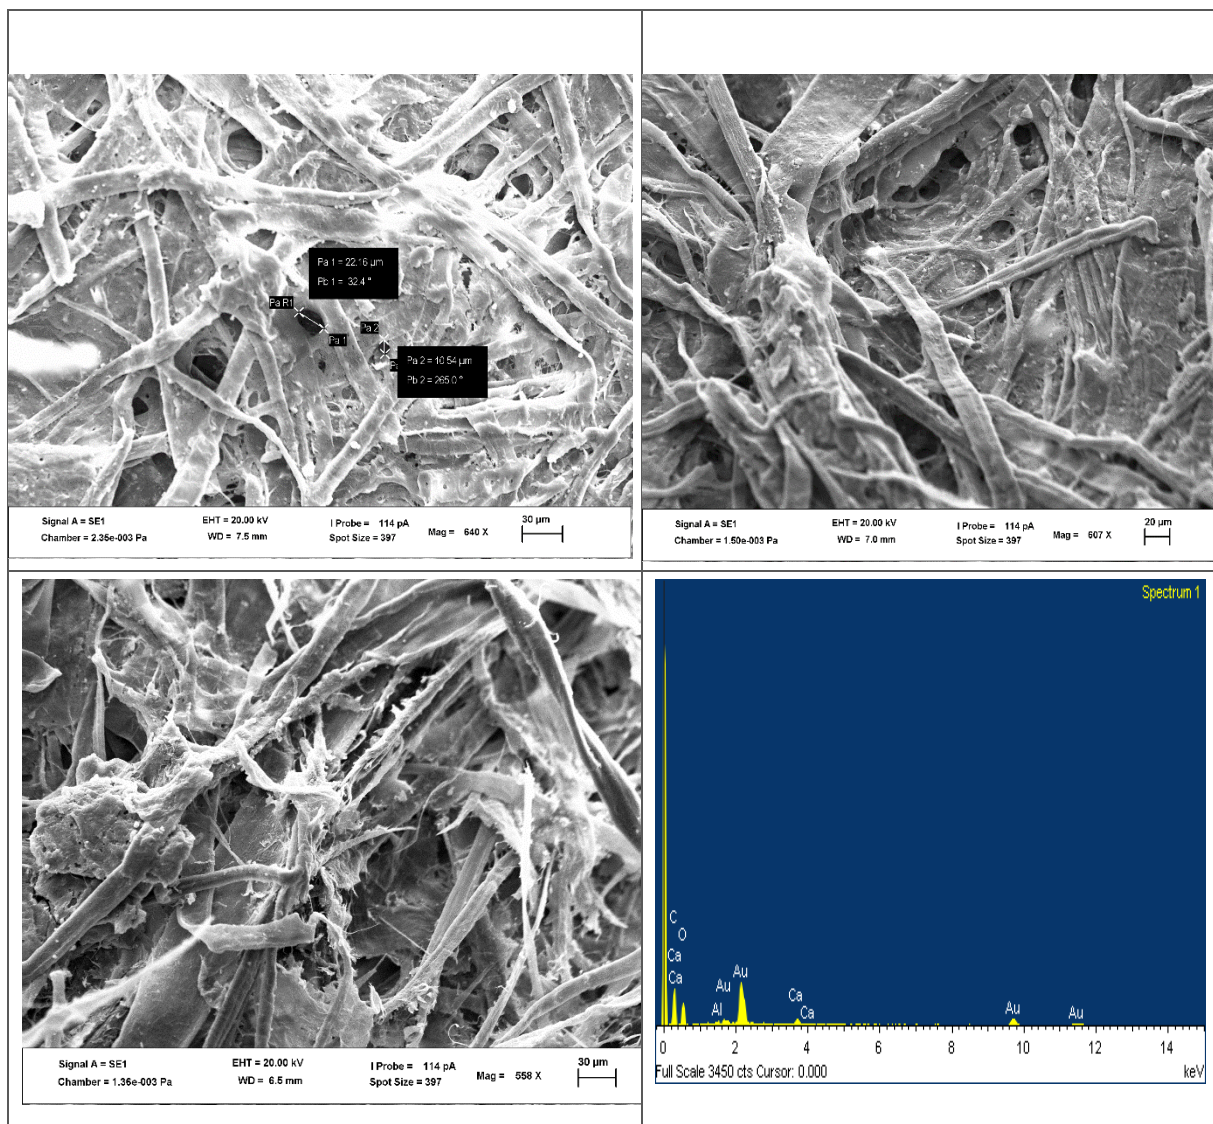 Pa 1 = 22.16 µm
Pb 1 = 32.4 °
Pa R1
Pa 1
Pa 2
Pa 2 = 10.54 µm
Pb 2 = 265.0 °
Signal A = SE1
Chamber = 2.35e-003 Pa
EHT = 20.00 kV
WD = 7.5 mm
I Probe = 114 pA
Spot Size = 397
Mag = 640 X
30 µm
Signal A = SE1
Chamber = 1.50e-003 Pa
EHT = 20.00 kV
WD = 7.0 mm
I Probe = 114 pA
Spot Size = 397
Mag = 607 X
20 µm
Signal A = SE1
Chamber = 1.36e-003 Pa
EHT = 20.00 kV
WD = 6.5 mm
I Probe = 114 pA
Spot Size = 397
Mag = 558 X
30 µm
Spectrum 1
C
O
Ca
Ca
Al
Au
Au
Ca
Ca
Au
Au
0 2 4 6 8 10 12 14
Full Scale 3450 cts Cursor: 0.000
keV